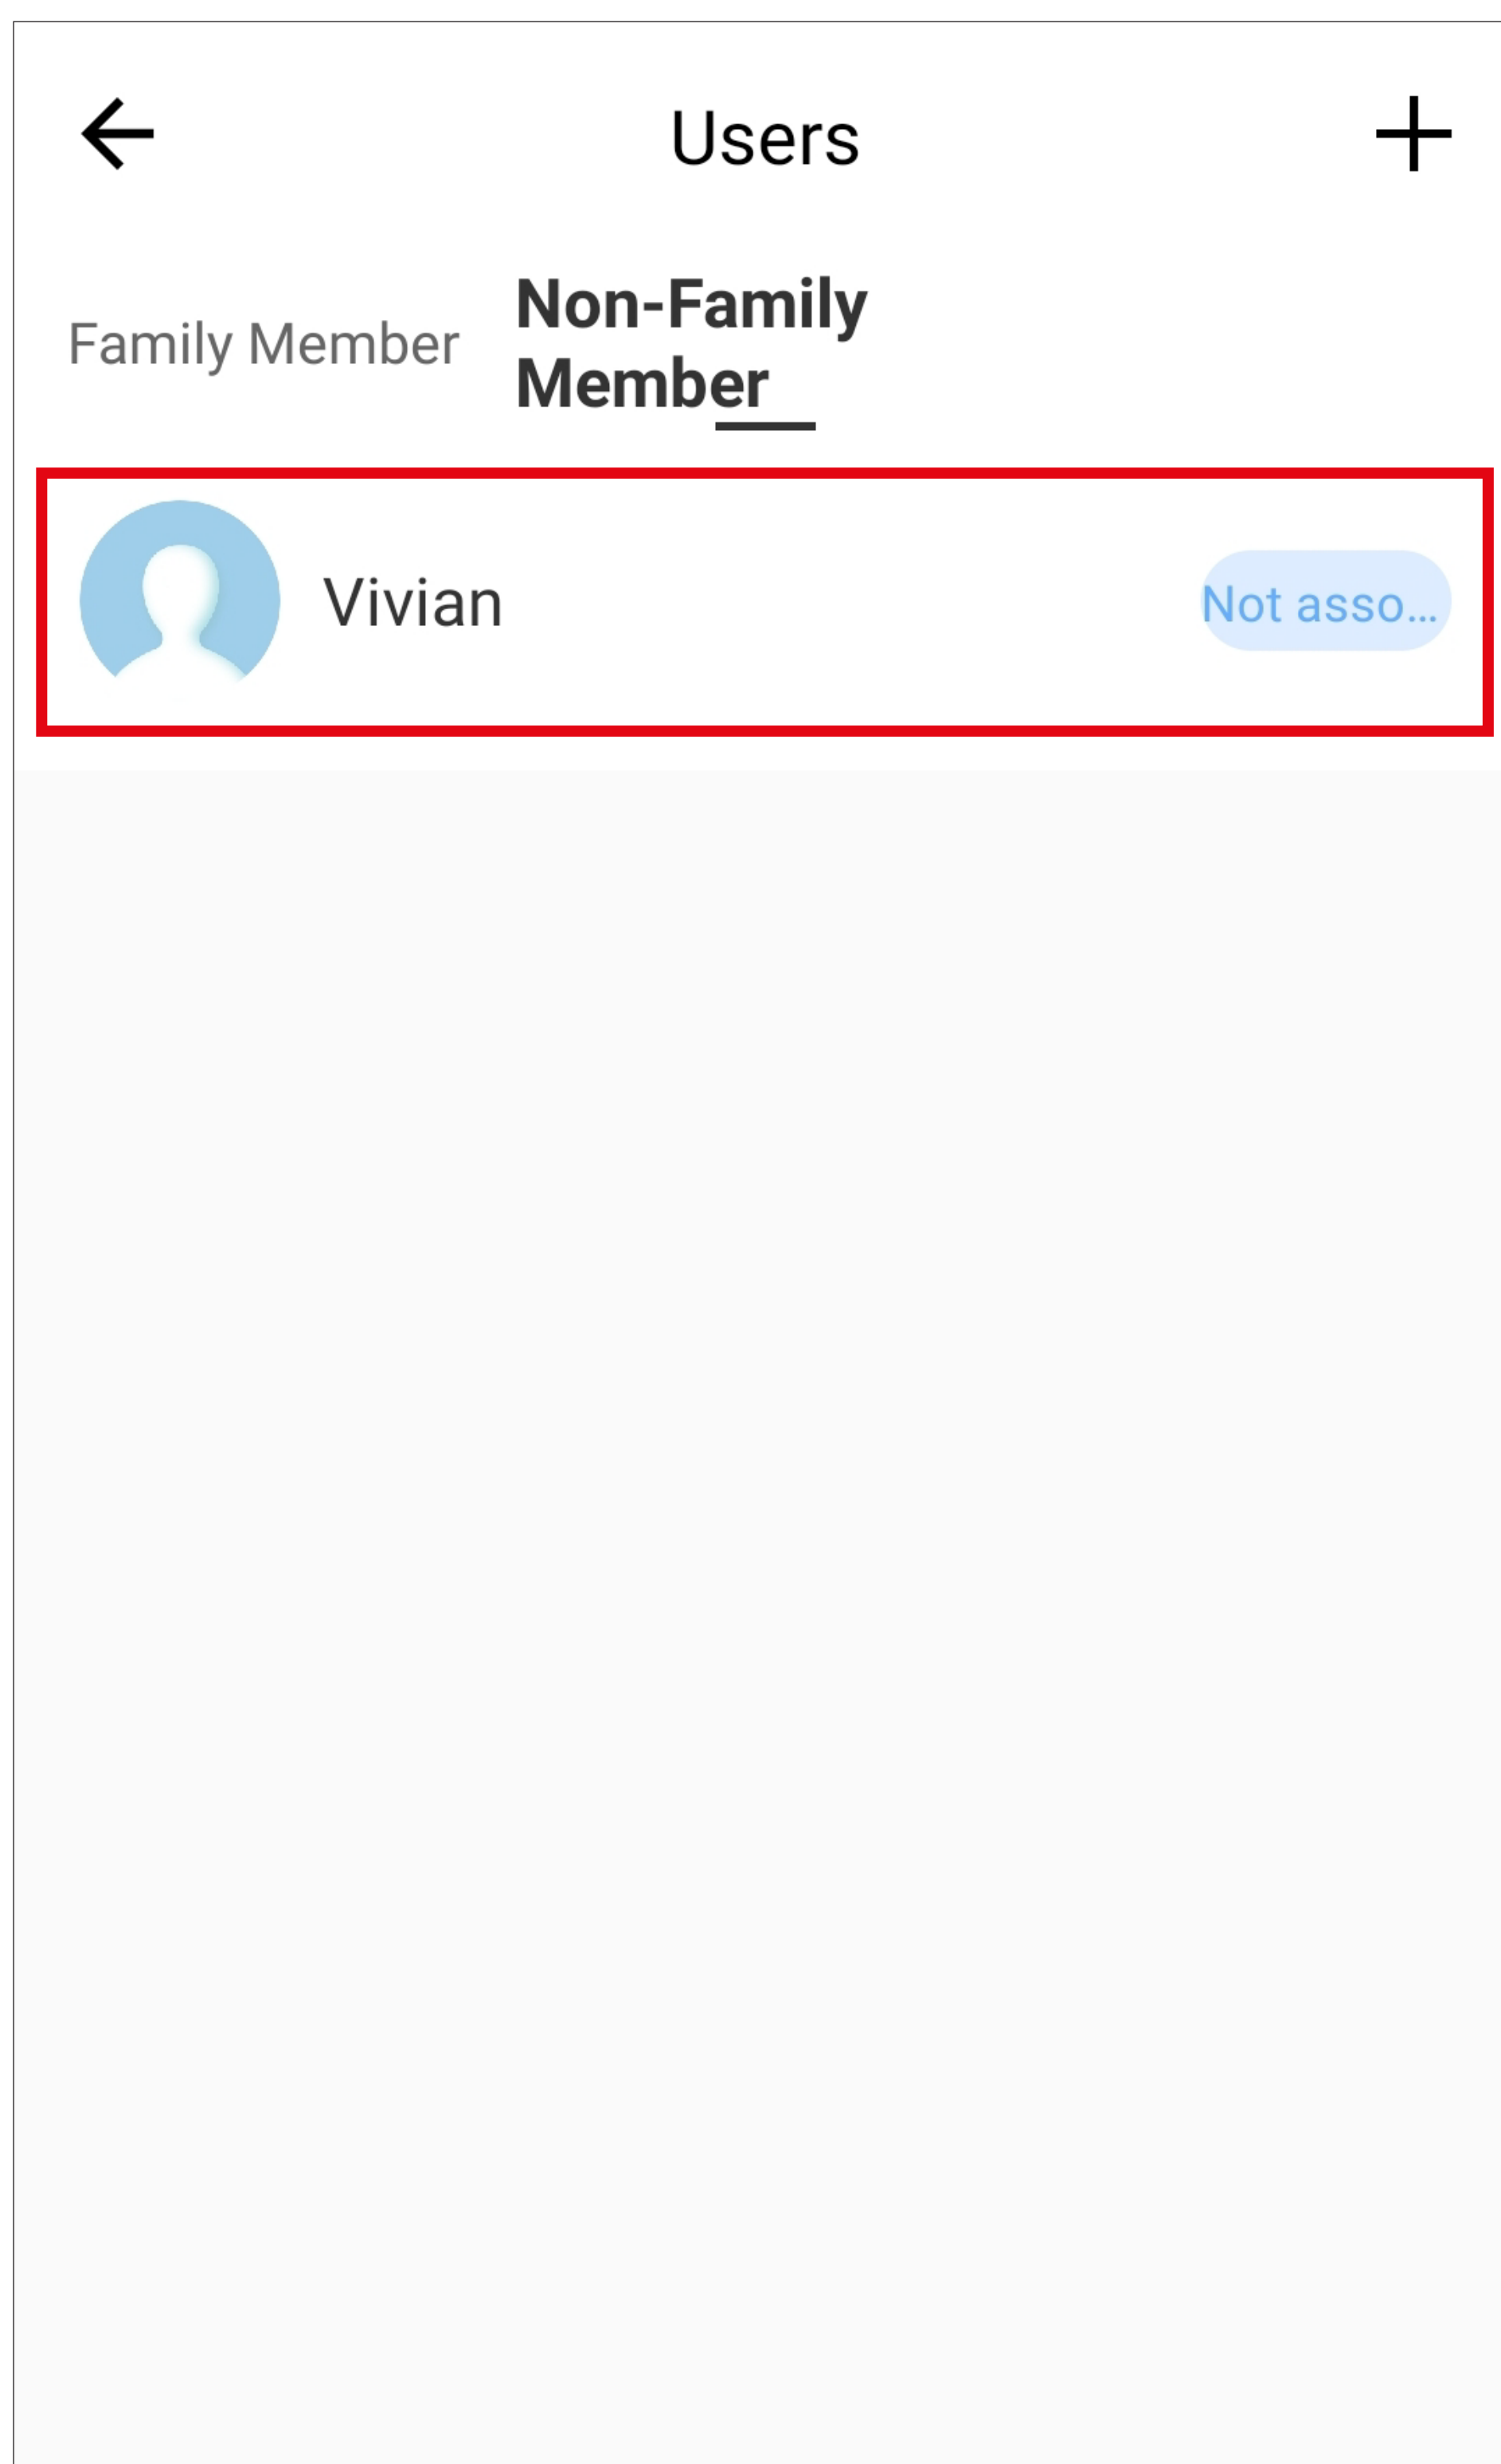 Users
Family Member
Non-Family
Member
Vivian
Not asso...